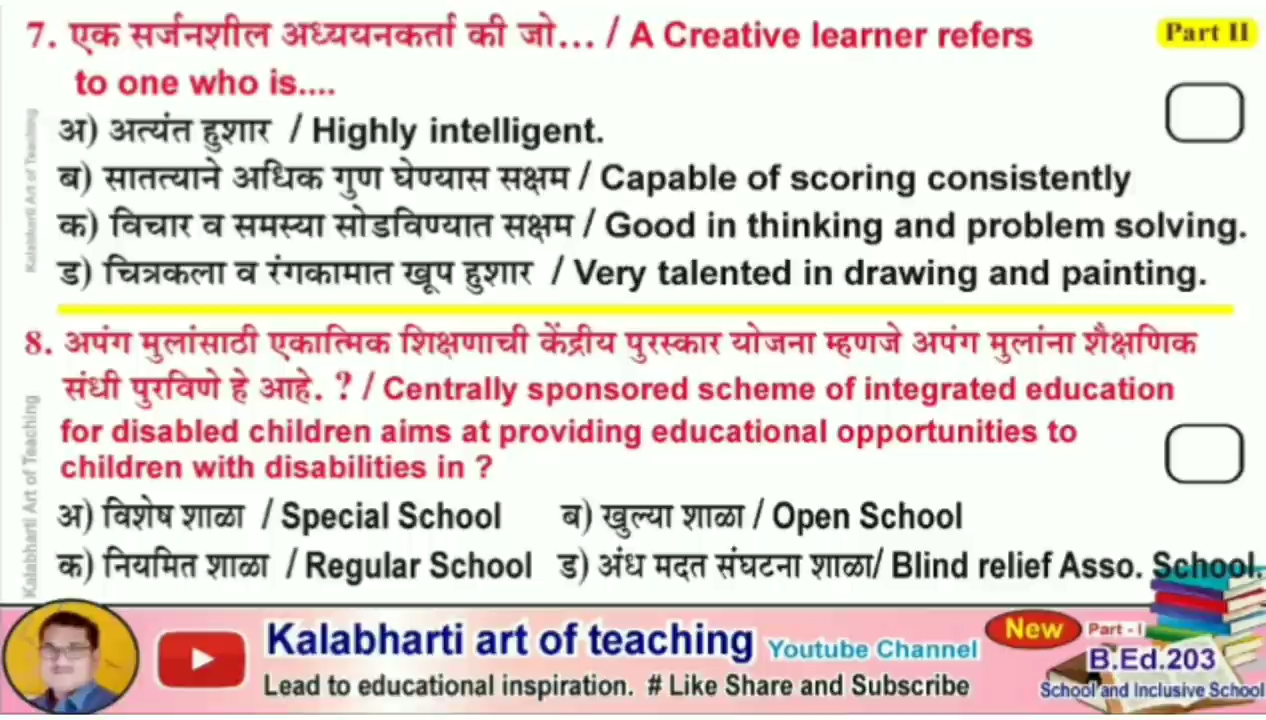 7. एक सर्जनशील अध्ययनकर्ता की जो... / A Creative learner refers
Part II
to one who is....
अ) अत्यंत हुशार / Highly intelligent.
ब) सातत्याने अधिक गुण घेण्यास सक्षम / Capable of scoring consistently
क) विचार व समस्या सोडविण्यात सक्षम / Good in thinking and problem solving.
ड) चित्रकला व रंगकामात खूप हुशार / Very talented in drawing and painting.
Kalabharti Art of Teaching
8. अपंग मुलांसाठी एकात्मिक शिक्षणाची केंद्रीय पुरस्कार योजना म्हणजे अपंग मुलांना शैक्षणिक
संधी पुरविणे हे आहे. ? / Centrally sponsored scheme of integrated education
for disabled children aims at providing educational opportunities to
children with disabilities in ?
अ) विशेष शाळा / Special School ब) खुल्या शाळा / Open School
क) नियमित शाळा / Regular School ड) अंध मदत संघटना शाळा/ Blind relief Asso. School.
Kalabharti Art of Teaching
Kalabharti art of teaching Youtube Channel
Lead to educational inspiration. # Like Share and Subscribe
New Part - I
B.Ed.203
School and Inclusive School